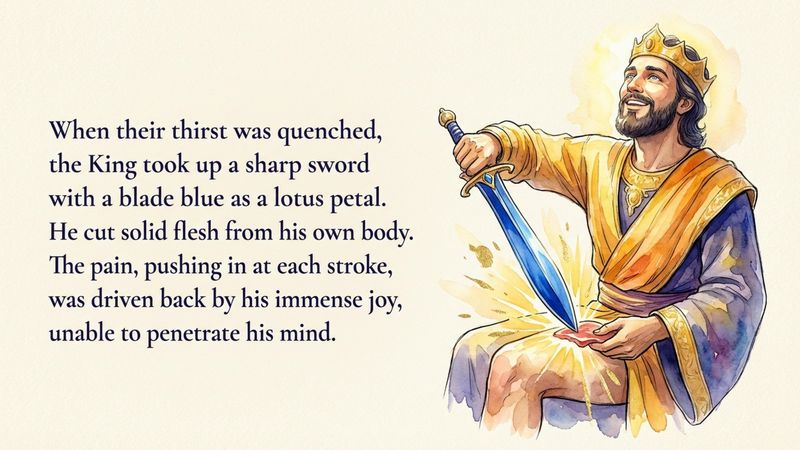 When their thirst was quenched,
the King took up a sharp sword
with a blade blue as a lotus petal.
He cut solid flesh from his own body.
The pain, pushing in at each stroke,
was driven back by his immense joy,
unable to penetrate his mind.